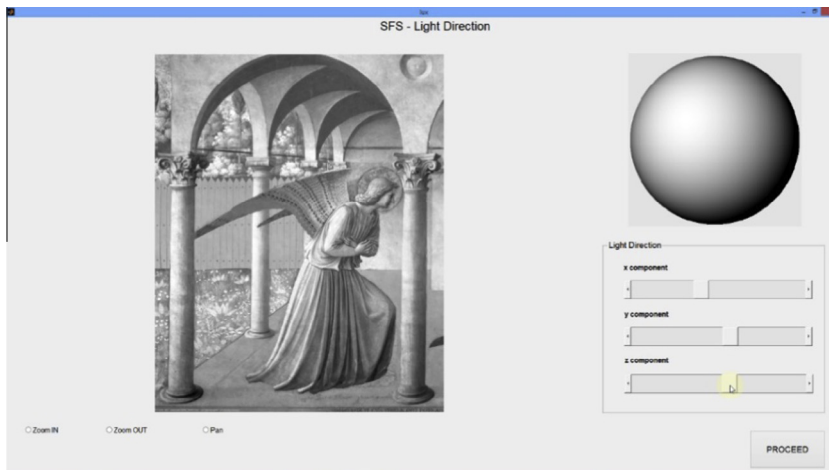 SFS - Light Direction
Light Direction
x component
y component
z component
Zoom IN
Zoom OUT
Pan
PROCEED